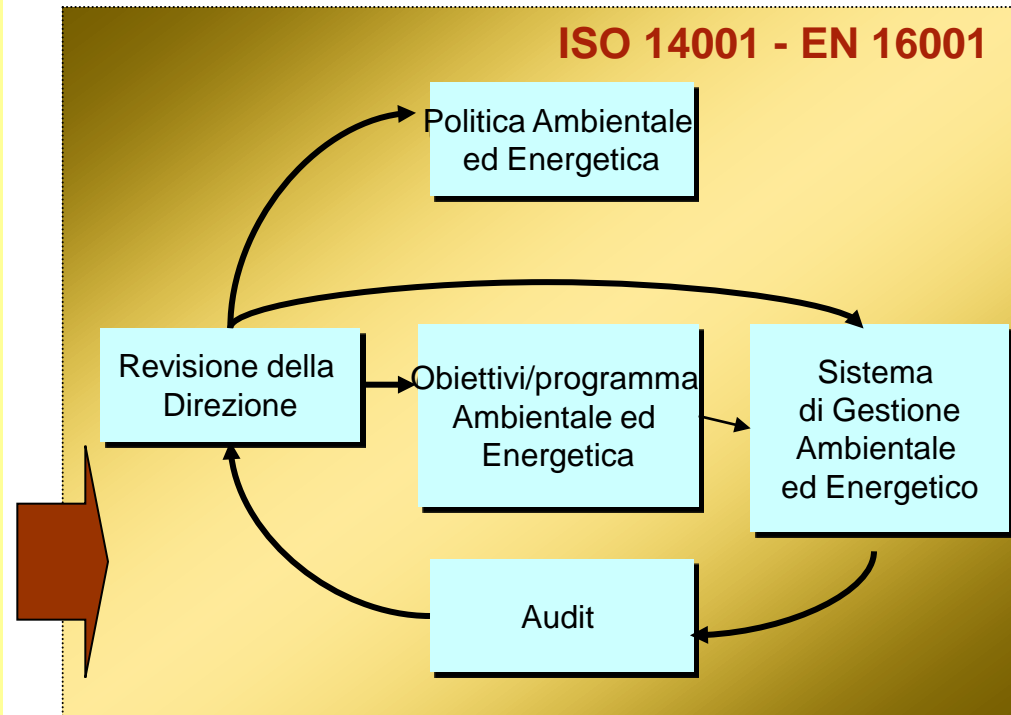 ISO 14001 - EN 16001
Politica Ambientale
ed Energetica
Revisione della
Direzione
Obiettivi/programma
Ambientale ed
Energetica
Sistema
di Gestione
Ambientale
ed Energetico
Audit